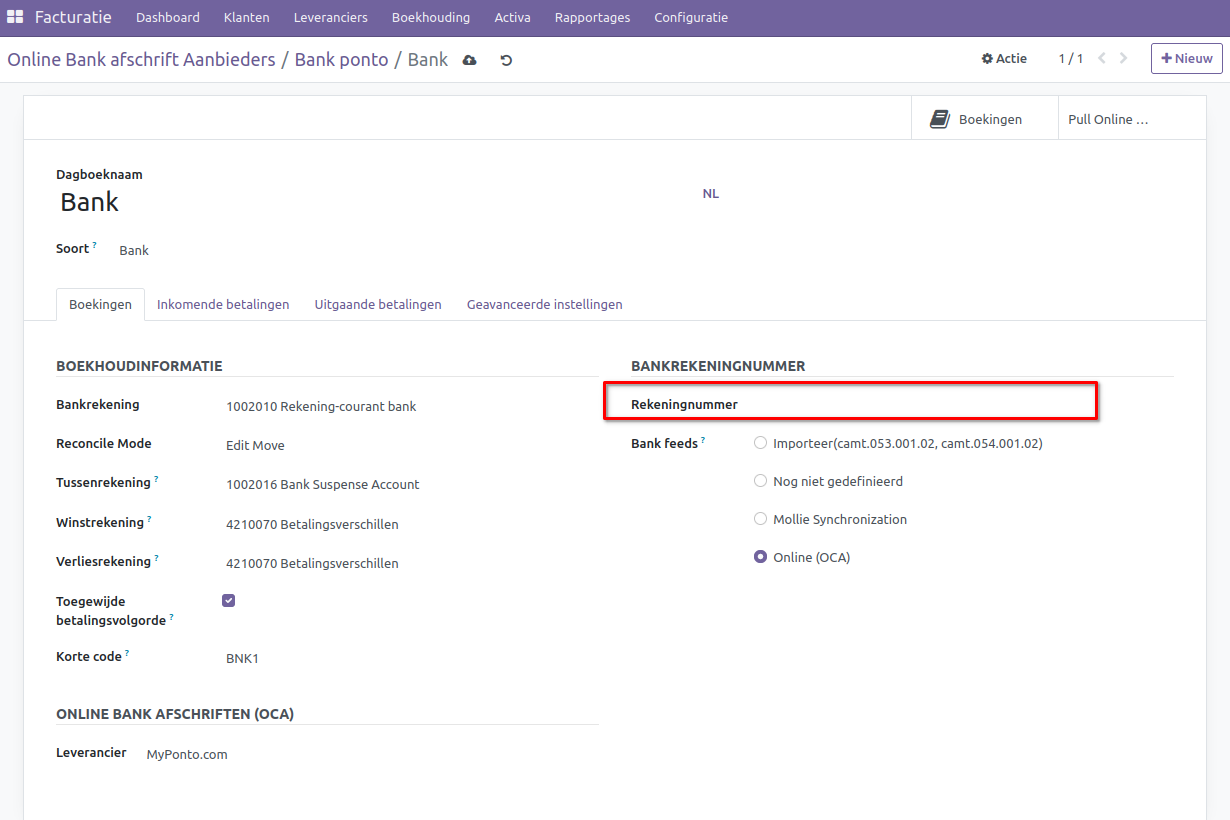 Facturatie Dashboard Klanten Leveranciers Boekhouding Activa Rapportages Configuratie
Online Bank afschrift Aanbieders / Bank ponto / Bank Actie 1 / 1 Nieuw
Boekingen Pull Online ...
Dagboeknaam
Bank NL
Soort ? Bank
Boekingen Inkomende betalingen Uitgaande betalingen Geavanceerde instellingen
BOEKHOUDINFORMATIE
Bankrekening 1002010 Rekening-courant bank
Reconcile Mode Edit Move
Tussenrekening ? 1002016 Bank Suspense Account
Winstrekening ? 4210070 Betalingsverschillen
Verliesrekening ? 4210070 Betalingsverschillen
Toegewijde
betalingsvolgorde ?
Korte code ? BNK1
BANKREKENINGNUMMER
Rekeningnummer
Bank feeds ? Importeer(camt.053.001.02, camt.054.001.02)
Nog niet gedefinieerd
Mollie Synchronization
Online (OCA)
ONLINE BANK AFSCHRIFTEN (OCA)
Leverancier MyPonto.com